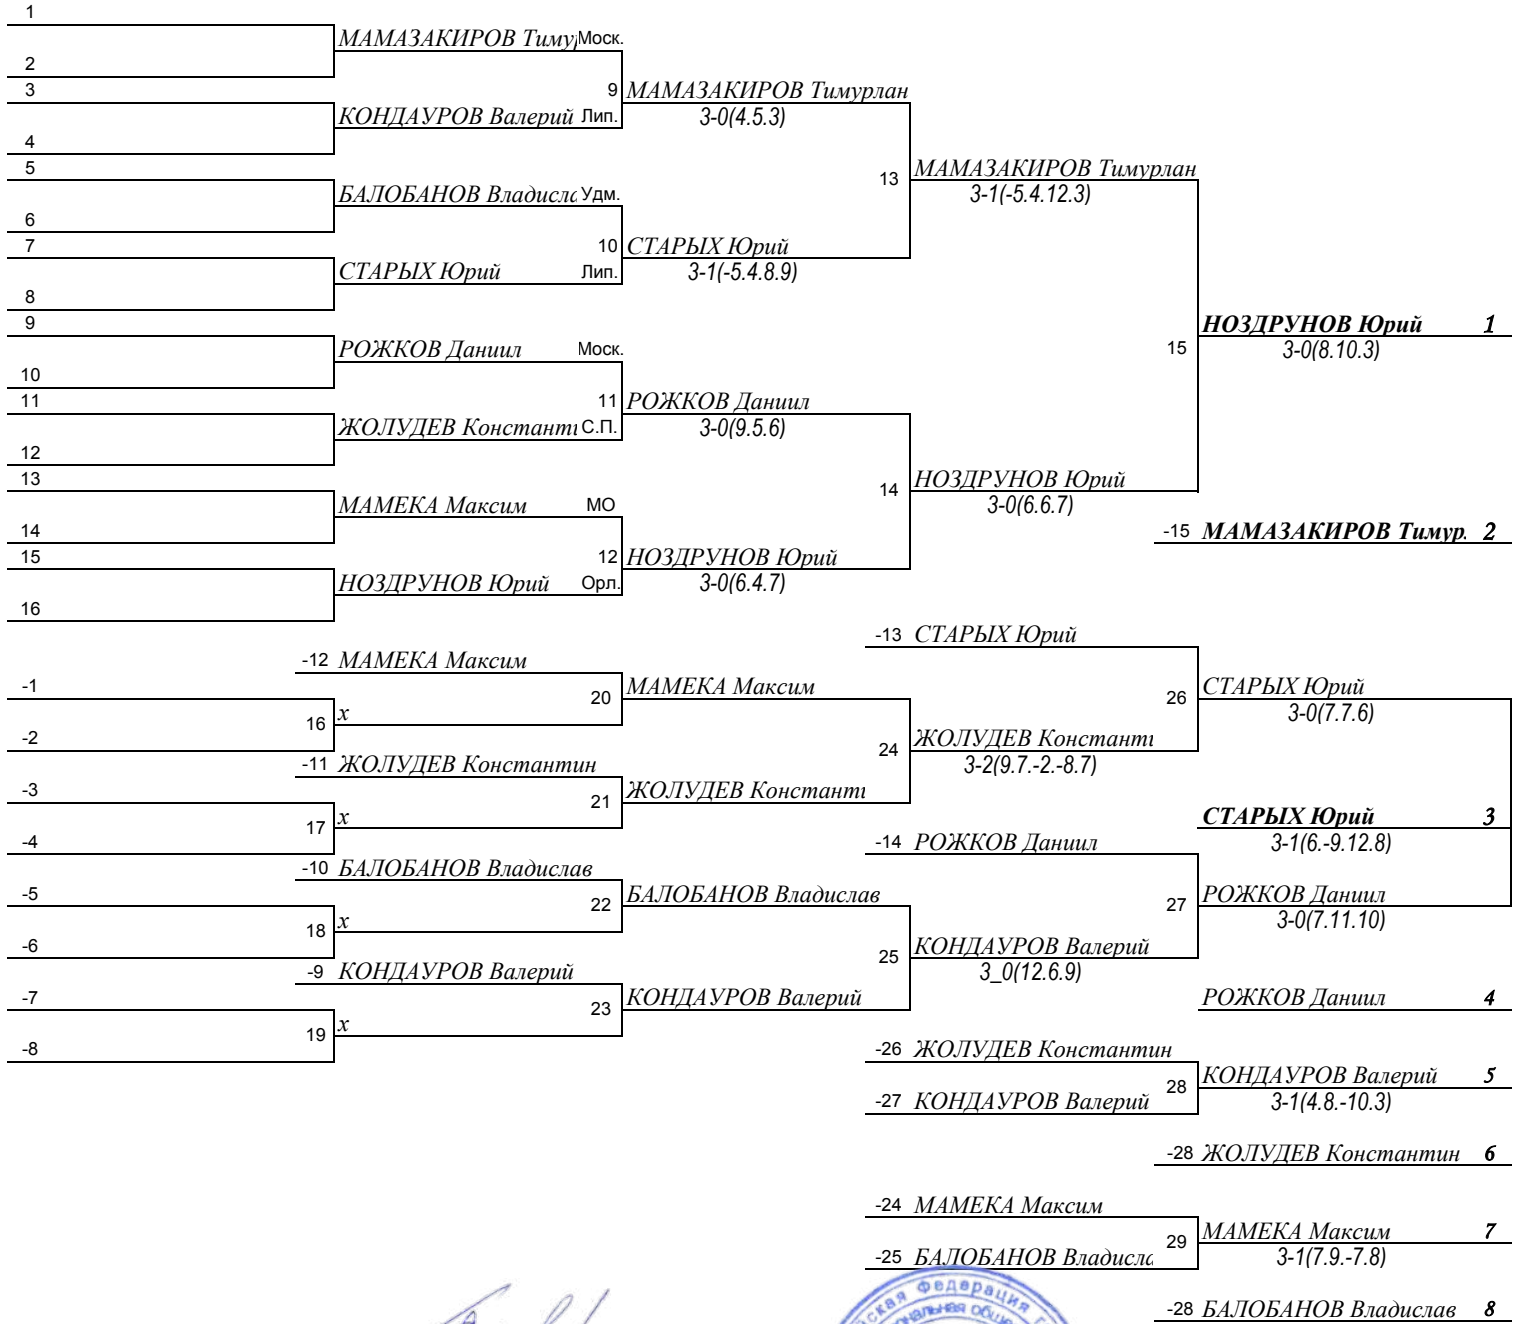 1
МАМАЗАКИРОВ Тиму Моск.
2
3
9 МАМАЗАКИРОВ Тимурлан
КОНДАУРОВ Валерий Лип.
3-0(4.5.3)
4
5
13 МАМАЗАКИРОВ Тимурлан
БАЛОБАНОВ Владисла Удм.
3-1(-5.4.12.3)
6
7
10 СТАРЫХ Юрий
СТАРЫХ Юрий Лип.
3-1(-5.4.8.9)
8
9
НОЗДРУНОВ Юрий 1
РОЖКОВ Даниил Моск.
15
3-0(8.10.3)
10
11
11 РОЖКОВ Даниил
ЖОЛУДЕВ Константи С.П.
3-0(9.5.6)
12
13
14 НОЗДРУНОВ Юрий
МАМЕКА Максим МО
3-0(6.6.7)
14
-15 МАМАЗАКИРОВ Тимур. 2
15
12 НОЗДРУНОВ Юрий
НОЗДРУНОВ Юрий Орл.
3-0(6.4.7)
16
-13 СТАРЫХ Юрий
-12 МАМЕКА Максим
-1
20 МАМЕКА Максим
26 СТАРЫХ Юрий
16 х
3-0(7.7.6)
-2
24 ЖОЛУДЕВ Константи
-11 ЖОЛУДЕВ Константин
3-2(9.7.-2.-8.7)
-3
21 ЖОЛУДЕВ Константи
17 х
СТАРЫХ Юрий 3
-4
-14 РОЖКОВ Даниил
3-1(6.-9.12.8)
-10 БАЛОБАНОВ Владислав
-5
22 БАЛОБАНОВ Владислав
27 РОЖКОВ Даниил
18 х
3-0(7.11.10)
-6
25 КОНДАУРОВ Валерий
-9 КОНДАУРОВ Валерий
3_0(12.6.9)
-7
23 КОНДАУРОВ Валерий
РОЖКОВ Даниил 4
19 х
-8
-26 ЖОЛУДЕВ Константин
28 КОНДАУРОВ Валерий 5
-27 КОНДАУРОВ Валерий
3-1(4.8.-10.3)
-28 ЖОЛУДЕВ Константин 6
-24 МАМЕКА Максим
29 МАМЕКА Максим 7
-25 БАЛОБАНОВ Владисла
3-1(7.9.-7.8)
-28 БАЛОБАНОВ Владислав 8